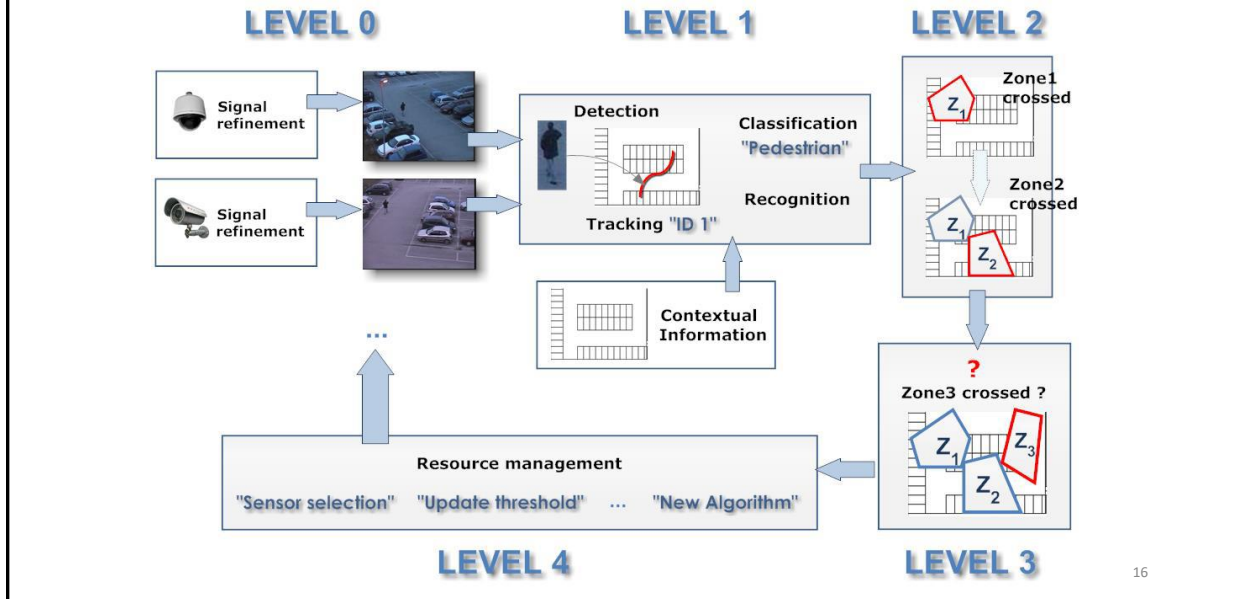 LEVEL 0
LEVEL 1
LEVEL 2
Signal
refinement
Signal
refinement
...
Detection
Classification
"Pedestrian"
Recognition
Tracking "ID 1"
Contextual
Information
Zone1
crossed
Z1
Zone2
crossed
Z1
Z2
?
Zone3 crossed ?
Z1
Z2
Z3
LEVEL 3
Resource management
"Sensor selection" "Update threshold" ... "New Algorithm"
LEVEL 4
16